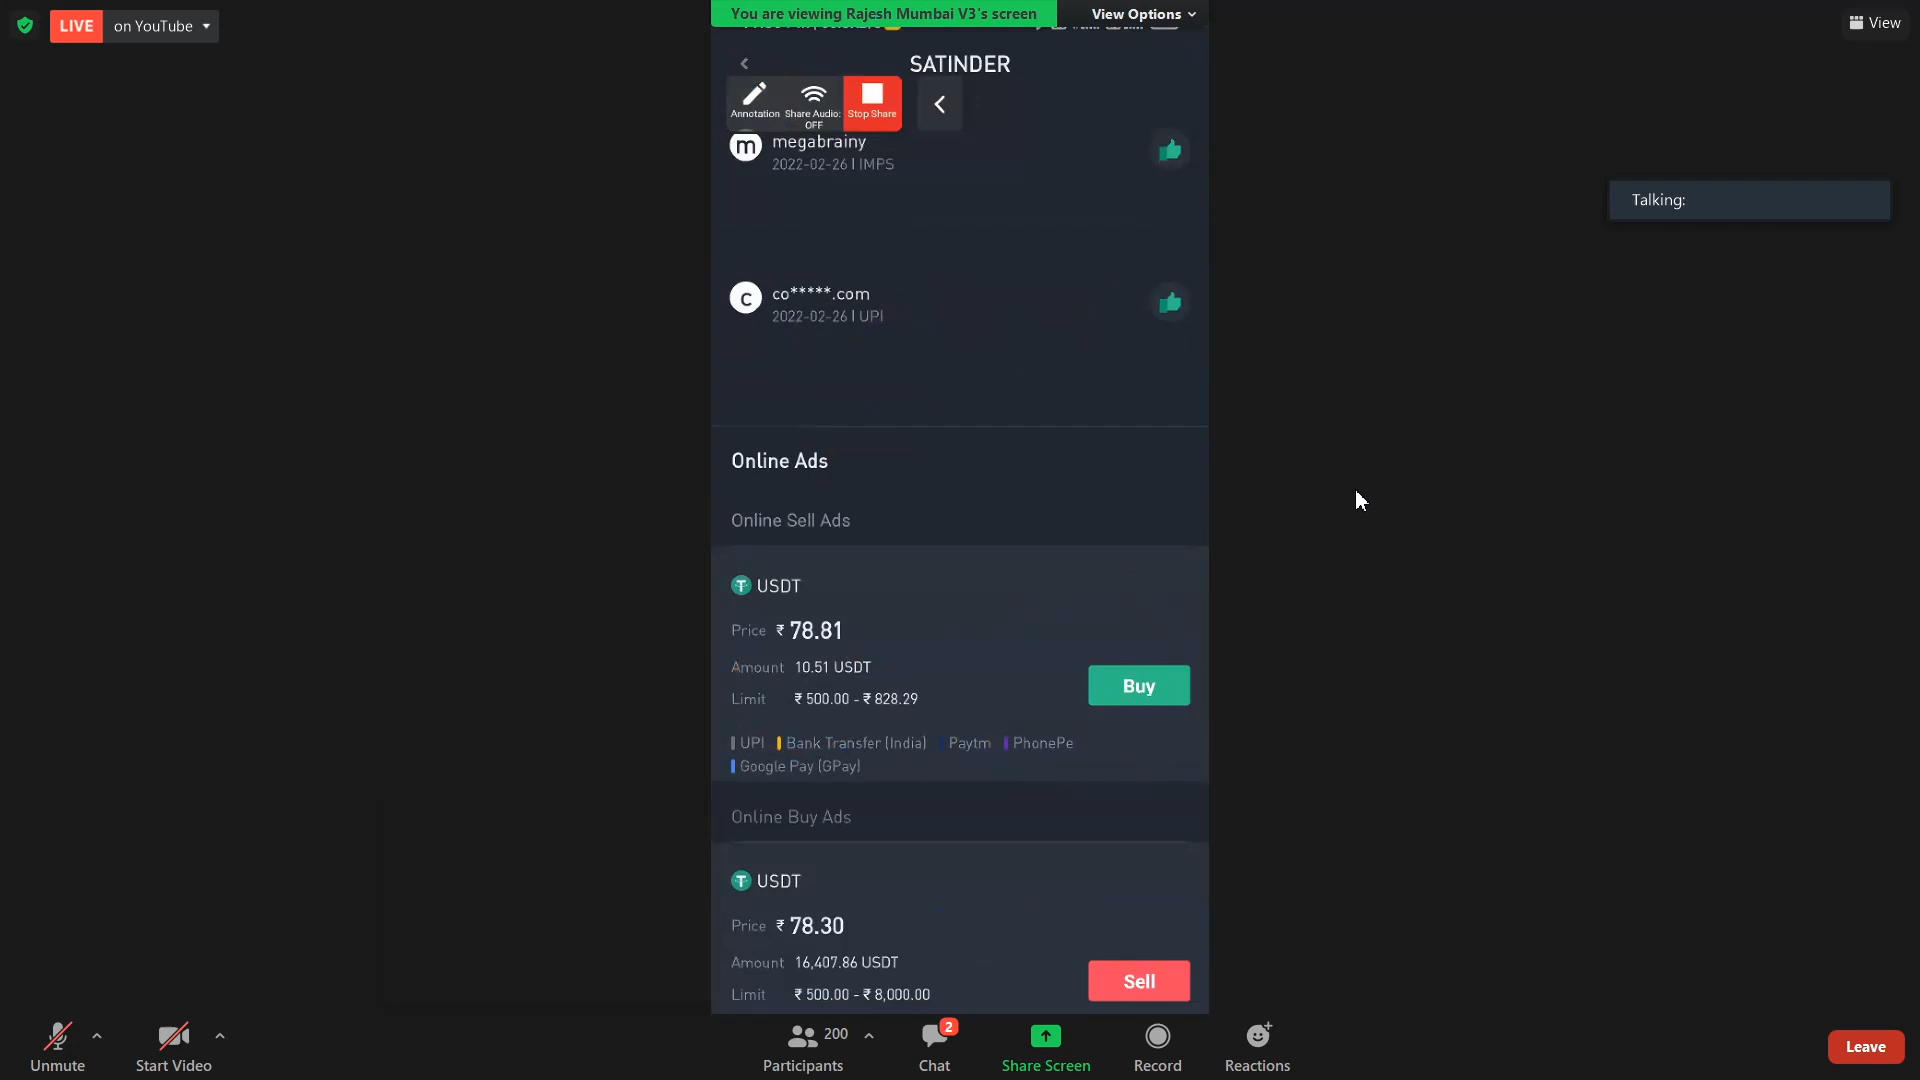 LIVE on YouTube
You are viewing Rajesh Mumbai V3's screen
View Options
View
SATINDER
Annotation
Share Audio: OFF
Stop Share
m
megabrainy
2022-02-26 | IMPS
Talking:
c
co*****.com
2022-02-26 | UPI
Online Ads
Online Sell Ads
USDT
Price ₹ 78.81
Amount 10.51 USDT
Limit ₹ 500.00 - ₹ 828.29
Buy
UPI Bank Transfer (India) Paytm PhonePe
Google Pay (GPay)
Online Buy Ads
USDT
Price ₹ 78.30
Amount 16,407.86 USDT
Limit ₹ 500.00 - ₹ 8,000.00
Sell
Unmute
Start Video
200
Participants
2
Chat
Share Screen
Record
Reactions
Leave